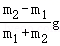 m₂ − m₁
m₁ + m₂ g